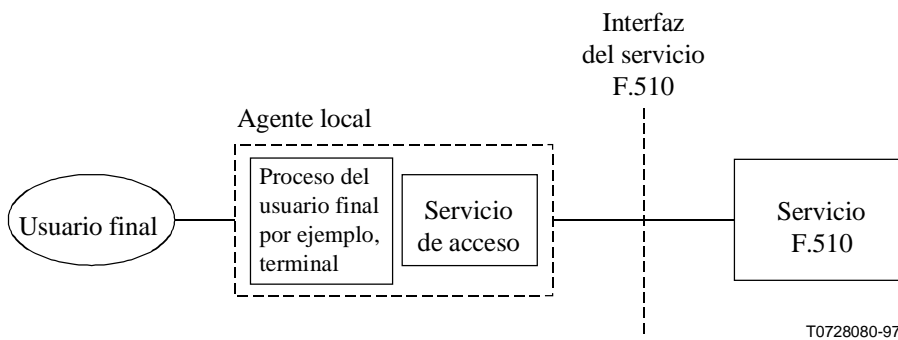 Interfaz
del servicio
F.510
Agente local
Usuario final
Proceso del
usuario final
por ejemplo,
terminal
Servicio
de acceso
Servicio
F.510
T0728080-97